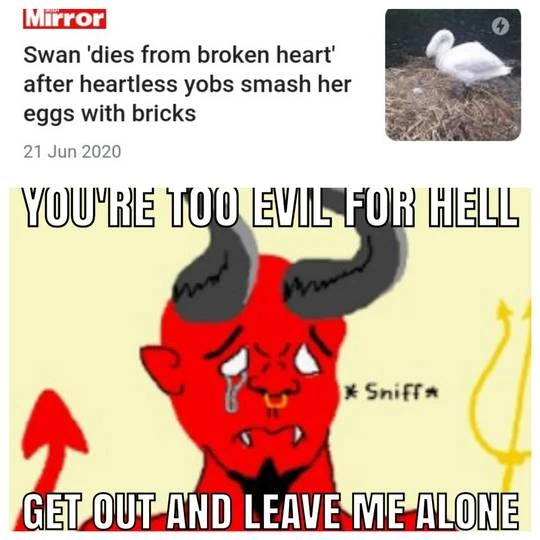 Mirror
Swan 'dies from broken heart'
after heartless yobs smash her
eggs with bricks
21 Jun 2020
YOU'RE TOO EVIL FOR HELL
* Sniff*
GET OUT AND LEAVE ME ALONE